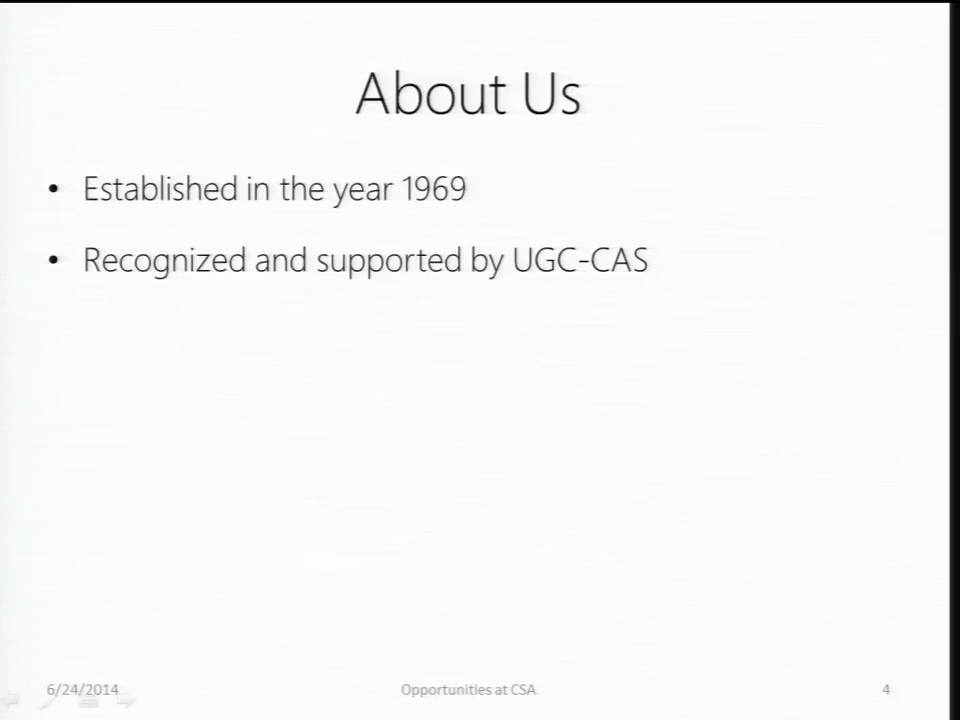 About Us
• Established in the year 1969
• Recognized and supported by UGC-CAS
6/24/2014 Opportunities at CSA 4